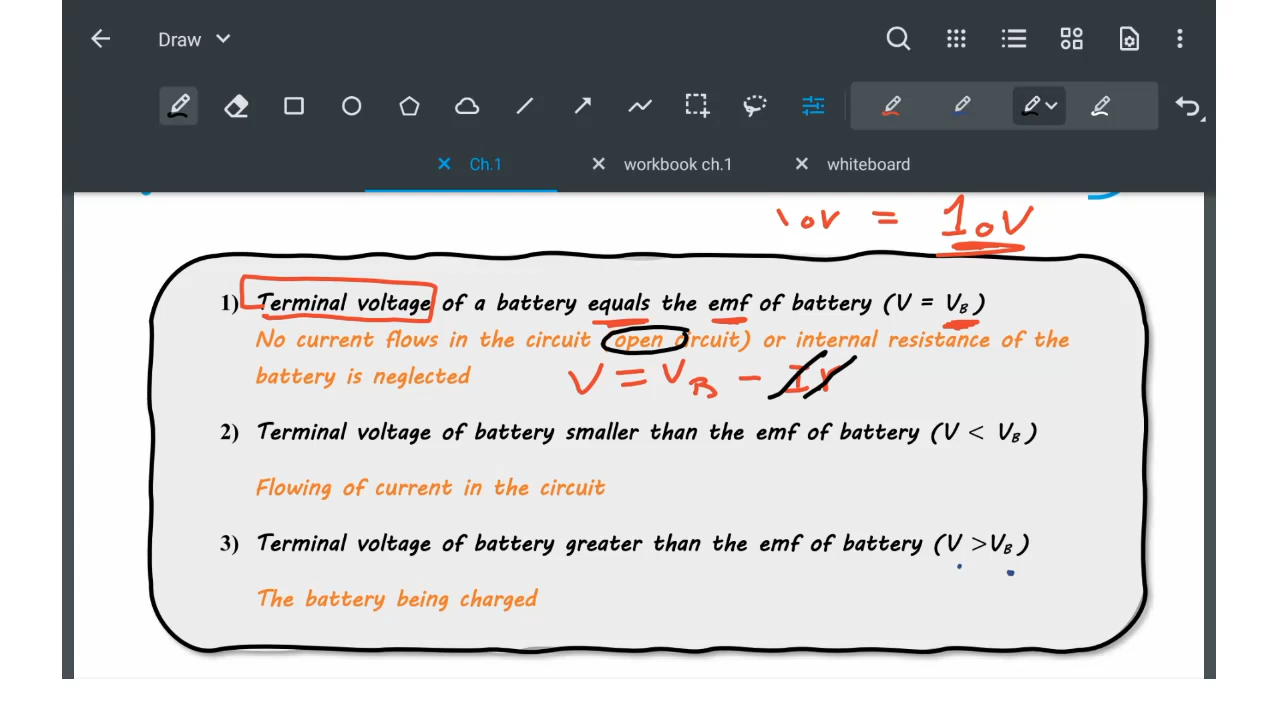 Draw
Ch.1
workbook ch.1
whiteboard
10V = 10V
1) Terminal voltage of a battery equals the emf of battery (V = VB )
No current flows in the circuit (open circuit) or internal resistance of the
battery is neglected
V = VB - Ir
2) Terminal voltage of battery smaller than the emf of battery (V < VB )
Flowing of current in the circuit
3) Terminal voltage of battery greater than the emf of battery (V >VB )
The battery being charged